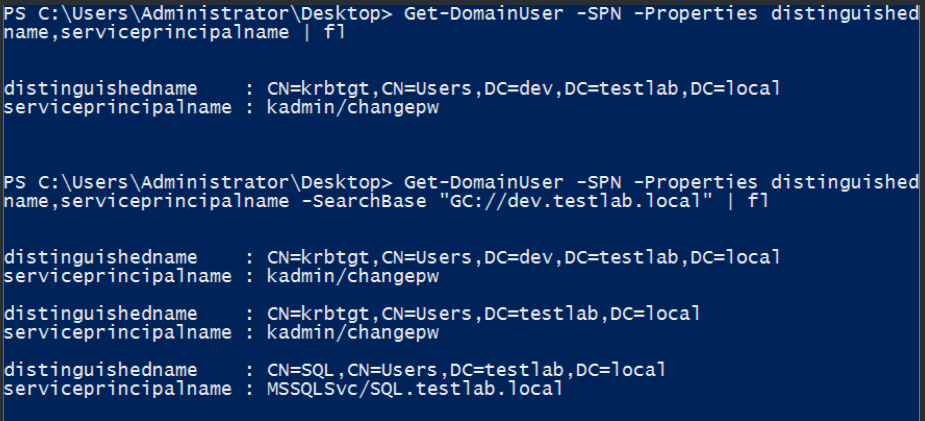 PS C:\Users\Administrator\Desktop> Get-DomainUser -SPN -Properties distinguished
name,serviceprincipalname | fl
distinguishedname    : CN=krbtgt,CN=Users,DC=dev,DC=testlab,DC=local
serviceprincipalname : kadmin/changepw
PS C:\Users\Administrator\Desktop> Get-DomainUser -SPN -Properties distinguished
name,serviceprincipalname -SearchBase "GC://dev.testlab.local" | fl
distinguishedname    : CN=krbtgt,CN=Users,DC=dev,DC=testlab,DC=local
serviceprincipalname : kadmin/changepw
distinguishedname    : CN=krbtgt,CN=Users,DC=testlab,DC=local
serviceprincipalname : kadmin/changepw
distinguishedname    : CN=SQL,CN=Users,DC=testlab,DC=local
serviceprincipalname : MSSQLSvc/SQL.testlab.local